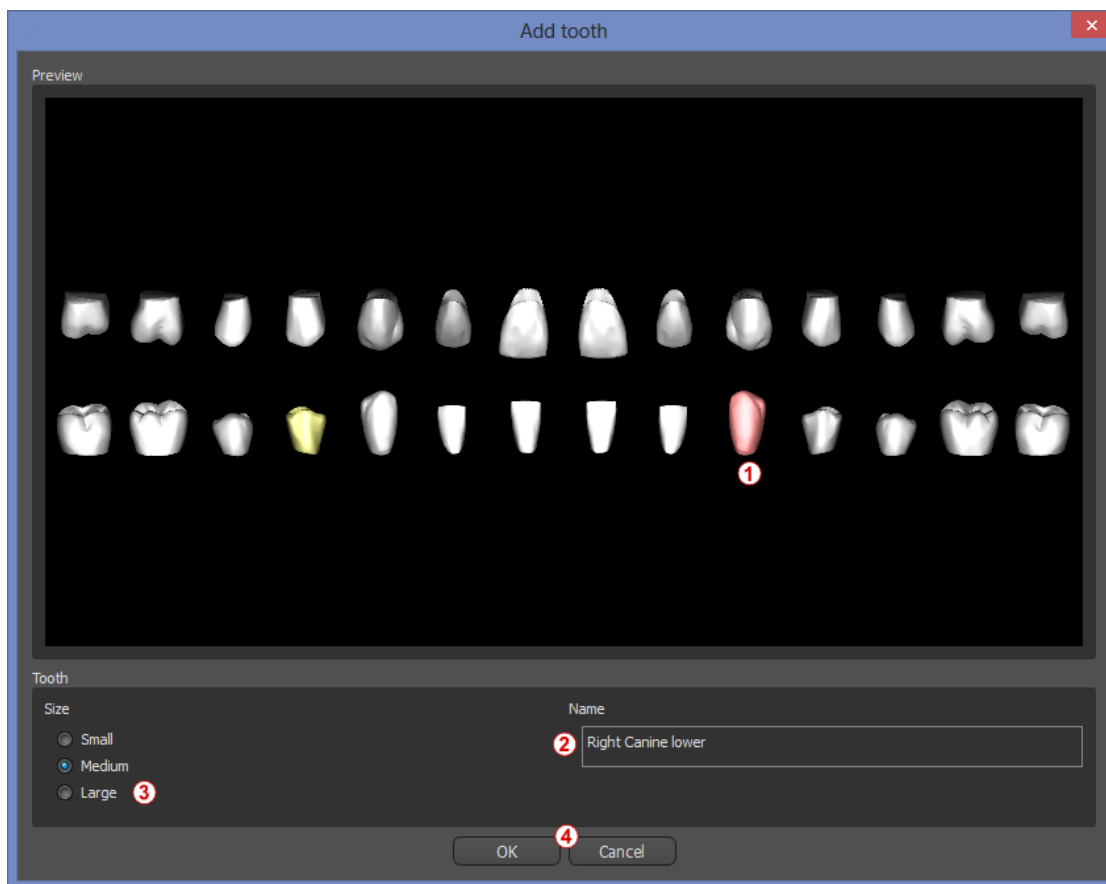 Add tooth
Preview
1
Tooth
Size
Name
Small
2 Right Canine lower
Medium
Large 3
4
OK Cancel